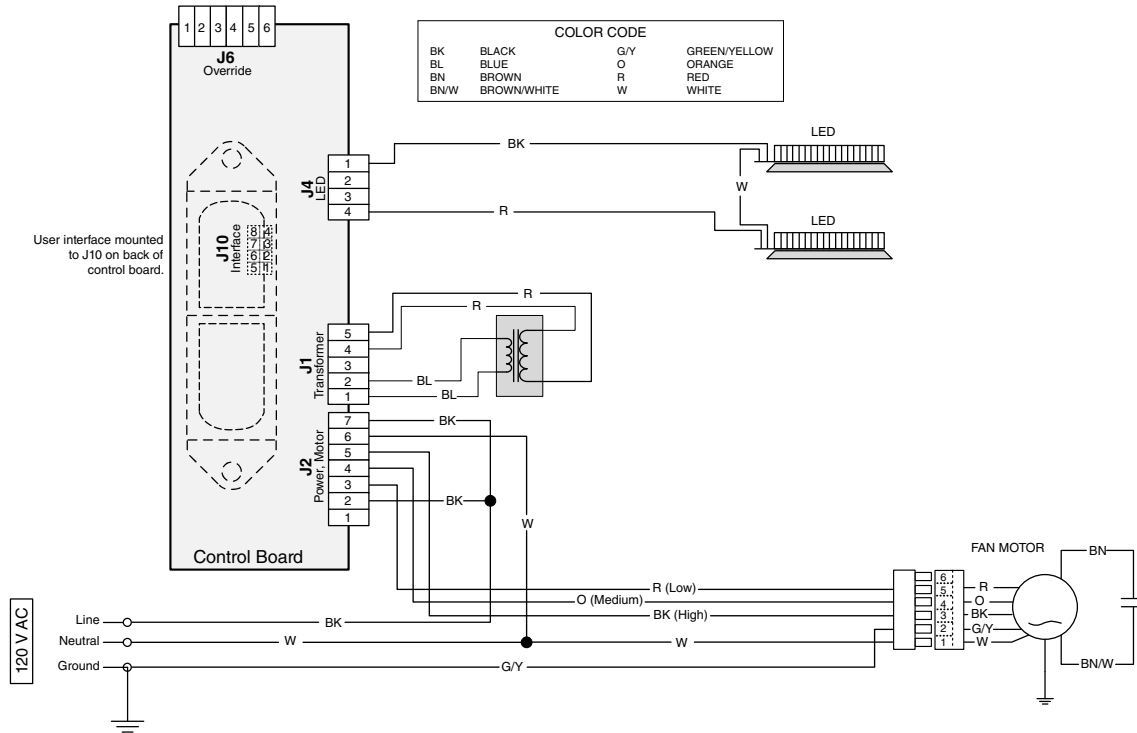 1 2 3 4 5 6
J6
Override
COLOR CODE
BK BLACK G/Y GREEN/YELLOW
BL BLUE O ORANGE
BN BROWN R RED
BN/W BROWN/WHITE W WHITE
LED
BK
J4
LED
1
2
3
4
W
R
LED
User interface mounted
to J10 on back of
control board.
J10
Interface
8 4
7 3
6 2
5 1
J1
Transformer
5
4
3
2
1
R
R
BL
BL
J2
Power, Motor
7
6
5
4
3
2
1
BK
BK
W
Control Board
FAN MOTOR
BN
R (Low)
O (Medium)
BK (High)
6
5
4
3
2
1
R
O
BK
G/Y
W
BN/W
120 V AC
Line
BK
Neutral
W
W
Ground
G/Y